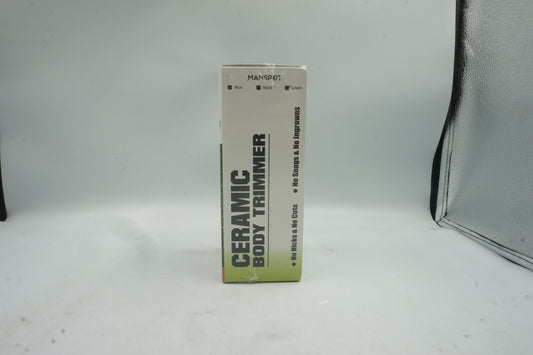 MANSPOT
Blue Black Green
CERAMIC
BODY TRIMMER
• No Nicks & No Cuts • No Snags & No Ingrowns